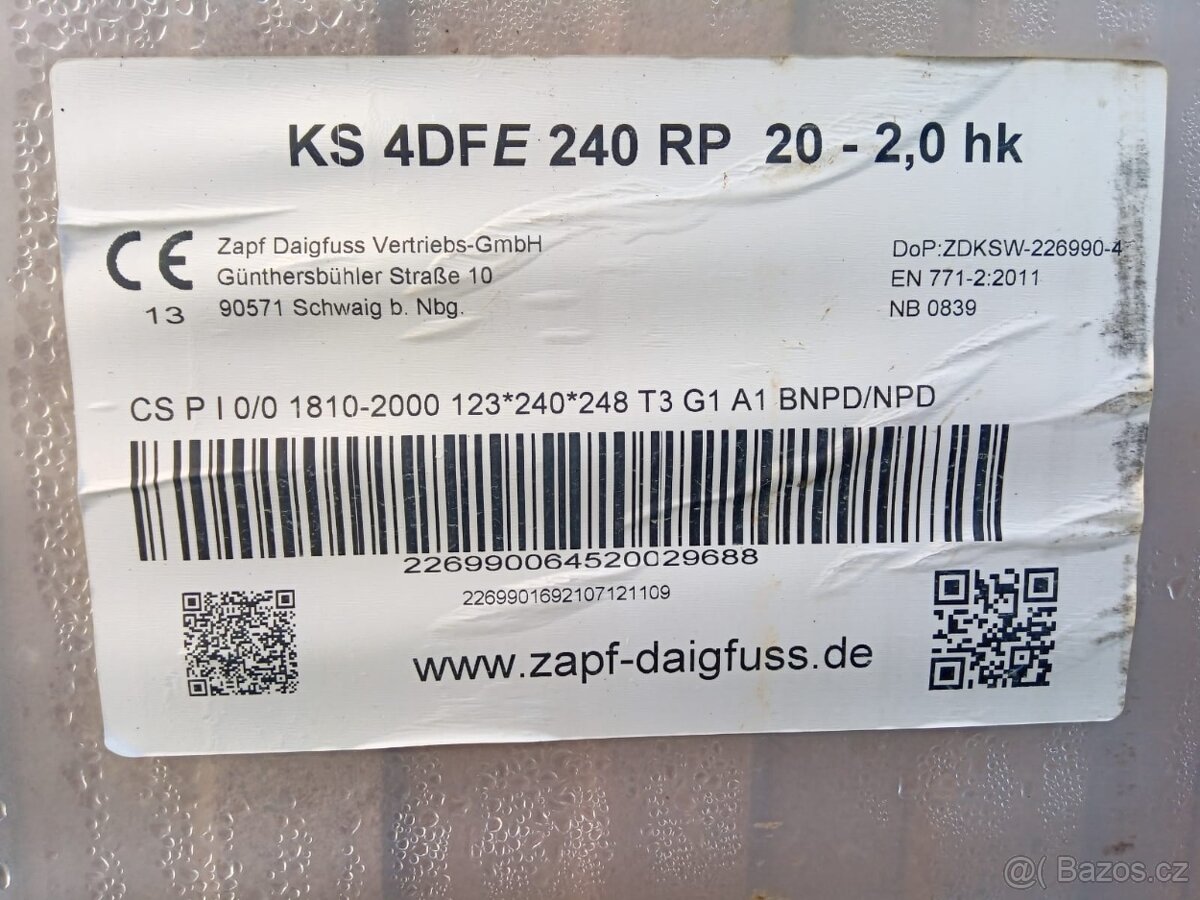 KS 4DFE 240 RP 20 - 2,0 hk
CE
13
Zapf Daigfuss Vertriebs-GmbH
Günthersbühler Straße 10
90571 Schwaig b. Nbg.
DoP:ZDKSW-226990-4
EN 771-2:2011
NB 0839
CS P I 0/0 1810-2000 123*240*248 T3 G1 A1 BNPD/NPD
226990064520029688
2269901692107121109
www.zapf-daigfuss.de
@( Bazos.cz